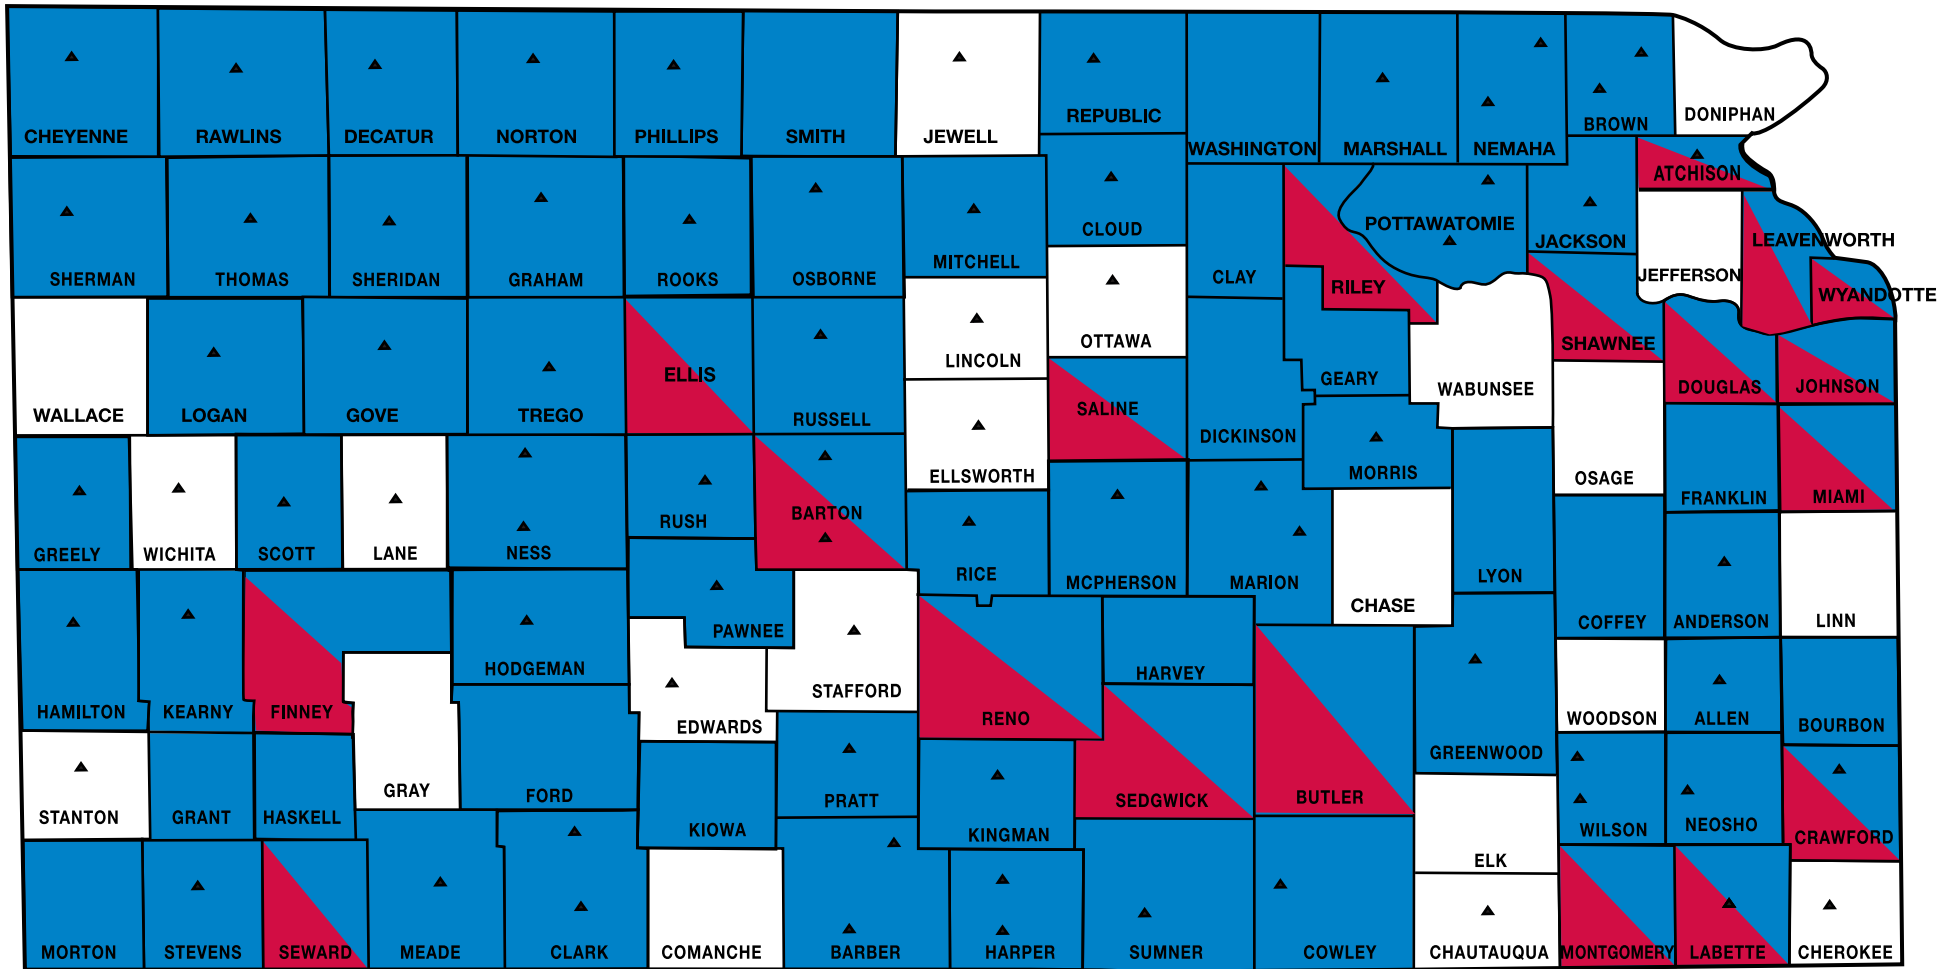 CHEYENNE
RAWLINS
DECATUR
NORTON
PHILLIPS
SMITH
JEWELL
REPUBLIC
WASHINGTON
MARSHALL
NEMAHA
BROWN
DONIPHAN
ATCHISON
SHERMAN
THOMAS
SHERIDAN
GRAHAM
ROOKS
OSBORNE
MITCHELL
CLOUD
CLAY
RILEY
POTTAWATOMIE
JACKSON
JEFFERSON
LEAVENWORTH
WYANDOTTE
WALLACE
LOGAN
GOVE
TREGO
ELLIS
RUSSELL
LINCOLN
OTTAWA
SALINE
DICKINSON
GEARY
WABUNSEE
SHAWNEE
DOUGLAS
JOHNSON
GREELY
WICHITA
SCOTT
LANE
NESS
RUSH
BARTON
ELLSWORTH
RICE
MCPHERSON
MARION
MORRIS
CHASE
LYON
OSAGE
FRANKLIN
MIAMI
HAMILTON
KEARNY
FINNEY
HODGEMAN
PAWNEE
EDWARDS
STAFFORD
RENO
HARVEY
SEDGWICK
BUTLER
GREENWOOD
COFFEY
ANDERSON
LINN
WOODSON
ALLEN
BOURBON
STANTON
GRANT
HASKELL
GRAY
FORD
KIOWA
PRATT
KINGMAN
ELK
WILSON
NEOSHO
CRAWFORD
MORTON
STEVENS
SEWARD
MEADE
CLARK
COMANCHE
BARBER
HARPER
SUMNER
COWLEY
CHAUTAUQUA
MONTGOMERY
LABETTE
CHEROKEE